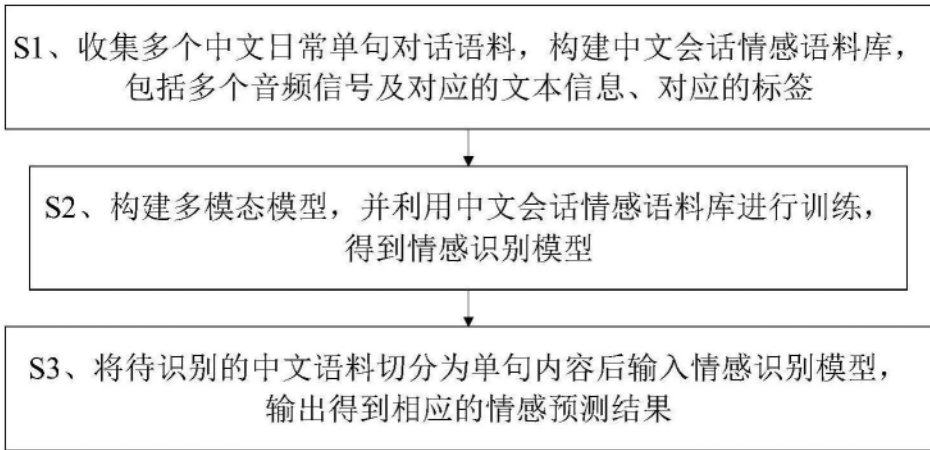 S1、收集多个中文日常单句对话语料，构建中文会话情感语料库，
包括多个音频信号及对应的文本信息、对应的标签
S2、构建多模态模型，并利用中文会话情感语料库进行训练，
得到情感识别模型
S3、将待识别的中文语料切分为单句内容后输入情感识别模型，
输出得到相应的情感预测结果